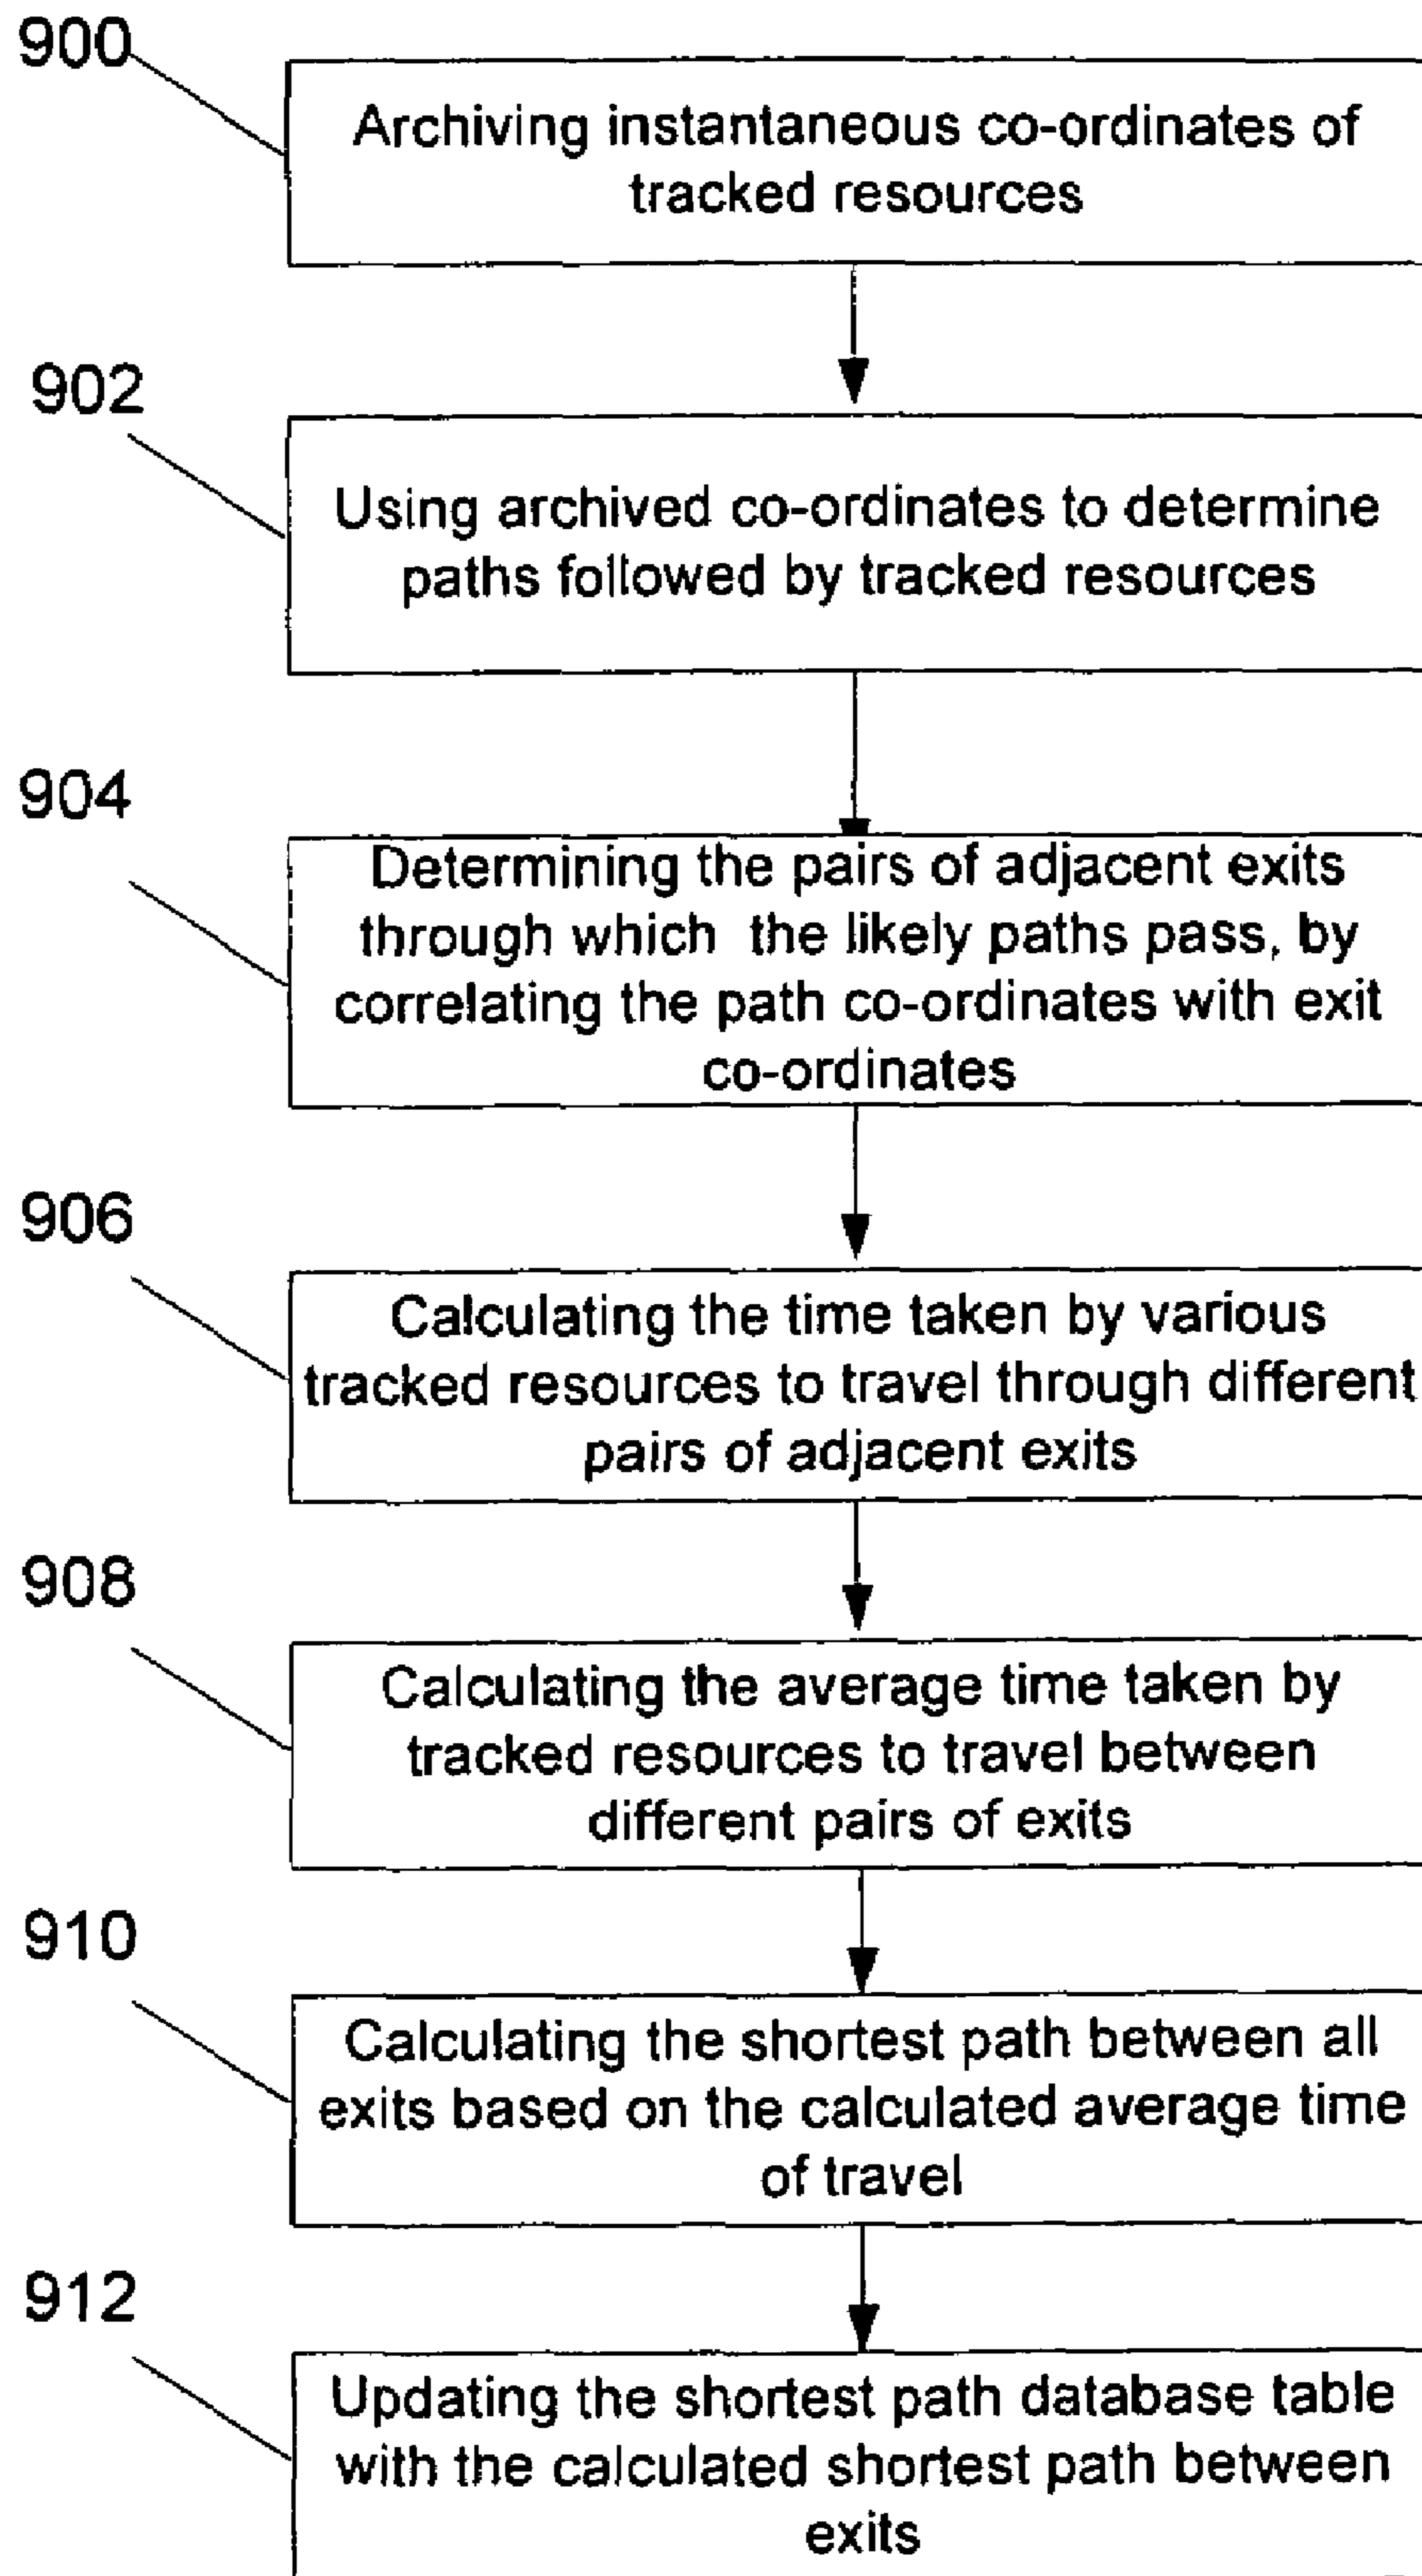 900
Archiving instantaneous co-ordinates of
tracked resources
902
Using archived co-ordinates to determine
paths followed by tracked resources
904
Determining the pairs of adjacent exits
through which the likely paths pass, by
correlating the path co-ordinates with exit
co-ordinates
906
Calculating the time taken by various
tracked resources to travel through different
pairs of adjacent exits
908
Calculating the average time taken by
tracked resources to travel between
different pairs of exits
910
Calculating the shortest path between all
exits based on the calculated average time
of travel
912
Updating the shortest path database table
with the calculated shortest path between
exits